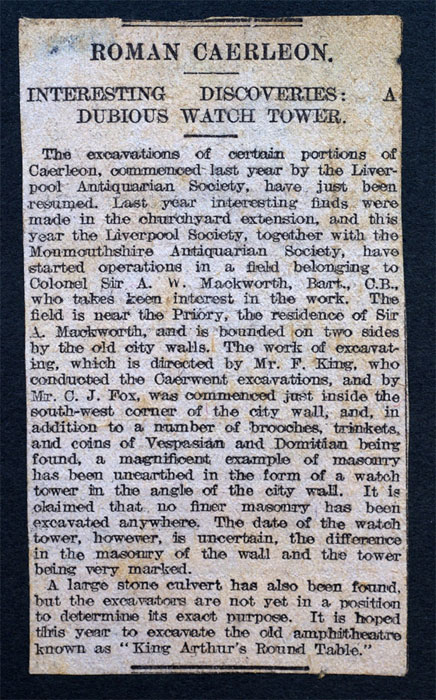 ROMAN CAERLEON.
INTERESTING DISCOVERIES: A
DUBIOUS WATCH TOWER.
The excavations of certain portions of
Caerleon, commenced last year by the Liver-
pool Antiquarian Society, have just been
resumed. Last year interesting finds were
made in the churchyard extension, and this
year the Liverpool Society, together with the
Monmouthshire Antiquarian Society, have
started operations in a field belonging to
Colonel Sir A. W. Mackworth, Bart., C.B.,
who takes keen interest in the work. The
field is near the Priory, the residence of Sir
A. Mackworth, and is bounded on two sides
by the old city walls. The work of excavat-
ing, which is directed by Mr. F. King, who
conducted the Caerwent excavations, and by
Mr. C. J. Fox, was commenced just inside the
south-west corner of the city wall, and, in
addition to a number of brooches, trinkets,
and coins of Vespasian and Domitian being
found, a magnificent example of masonry
has been unearthed in the form of a watch
tower in the angle of the city wall. It is
claimed that no finer masonry has been
excavated anywhere. The date of the watch
tower, however, is uncertain, the difference
in the masonry of the wall and the tower
being very marked.
A large stone culvert has also been found,
but the excavators are not yet in a position
to determine its exact purpose. It is hoped
this year to excavate the old amphitheatre
known as "King Arthur's Round Table."